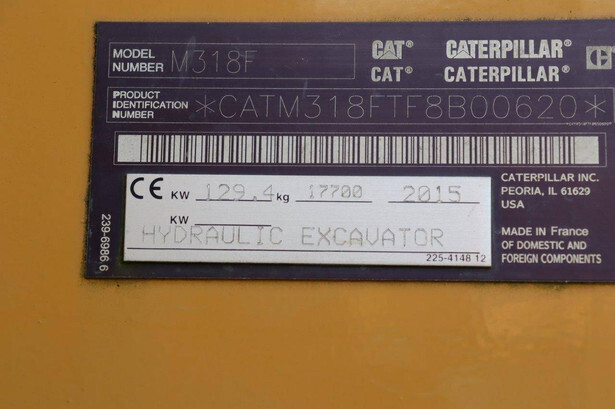 MODEL NUMBER M318F
CAT® CATERPILLAR®
CAT® CATERPILLAR®
PRODUCT IDENTIFICATION NUMBER *CATM318FTF8B00620*
CE KW 129.4 kg 17700 2015
KW
HYDRAULIC EXCAVATOR
225-4148 12
239-6986 6
CATERPILLAR INC.
PEORIA, IL 61629
USA
MADE IN France
OF DOMESTIC AND
FOREIGN COMPONENTS